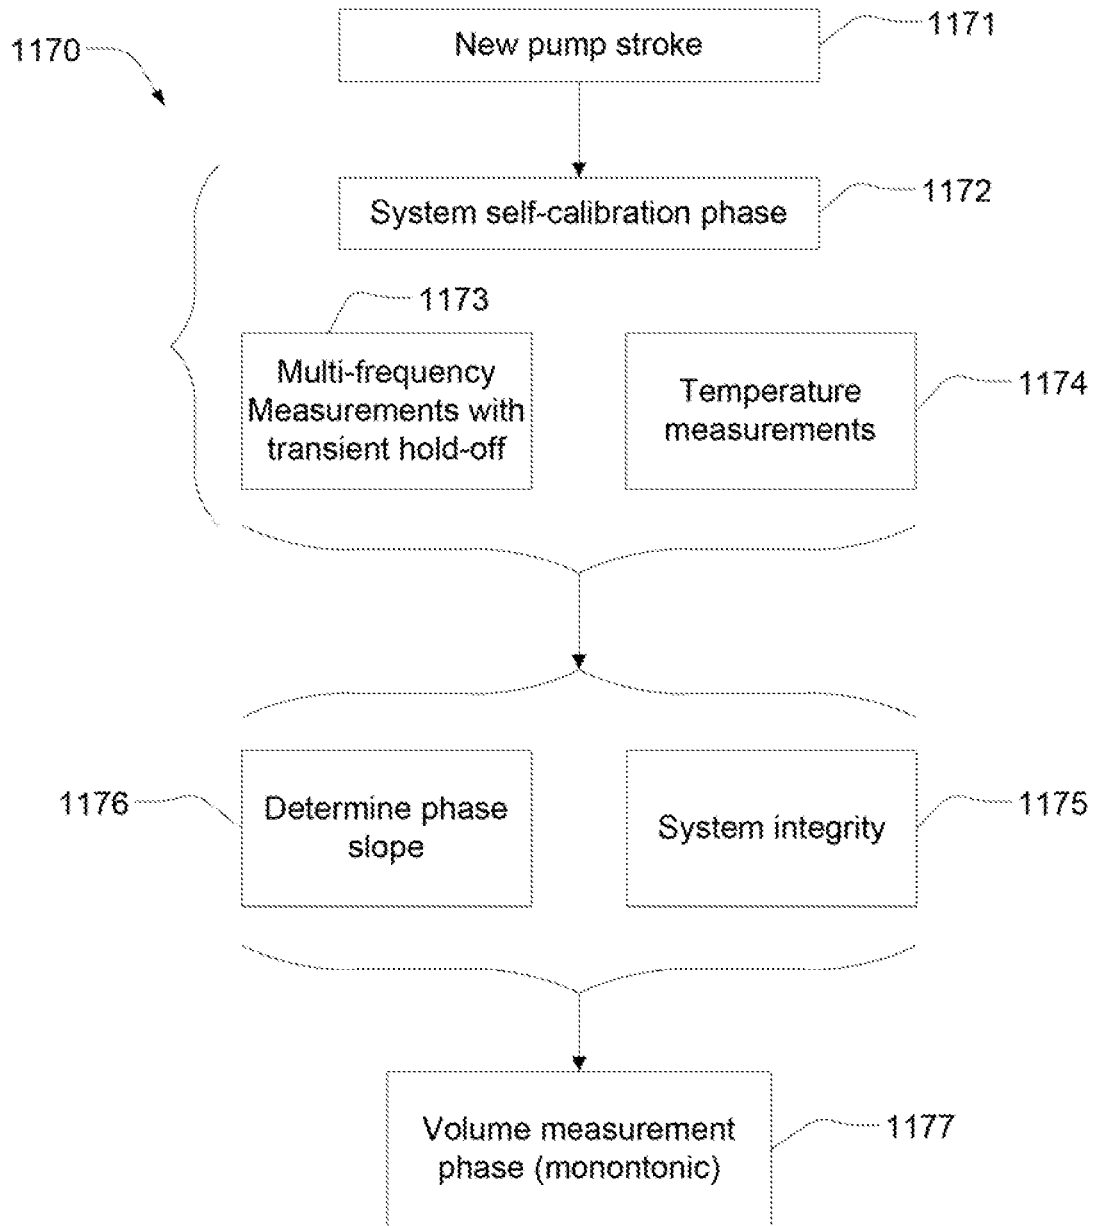 1170
New pump stroke
1171
System self-calibration phase
1172
1173
Multi-frequency
Measurements with
transient hold-off
Temperature
measurements
1174
1176
Determine phase
slope
System integrity
1175
Volume measurement
phase (monontonic)
1177